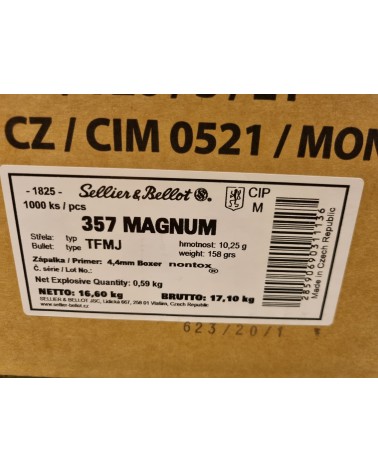 CZ / CIM 0521 / MON
- 1825 -
Sellier & Bellot S&B.
CIP
M
1000 ks / pcs
357 MAGNUM
Střela: typ
Bullet: type
TFMJ
hmotnost: 10,25 g
weight: 158 grs
Zápalka / Primer: 4,4mm Boxer nontox®
Č. série / Lot No.:
Net Explosive Quantity: 0,59 kg
NETTO: 16,60 kg BRUTTO: 17,10 kg
SELLIER & BELLOT JSC, Lidická 667, 258 01 Vlašim, Czech Republic
www.sellier-bellot.cz
Made in Czech Republic
623/20/1